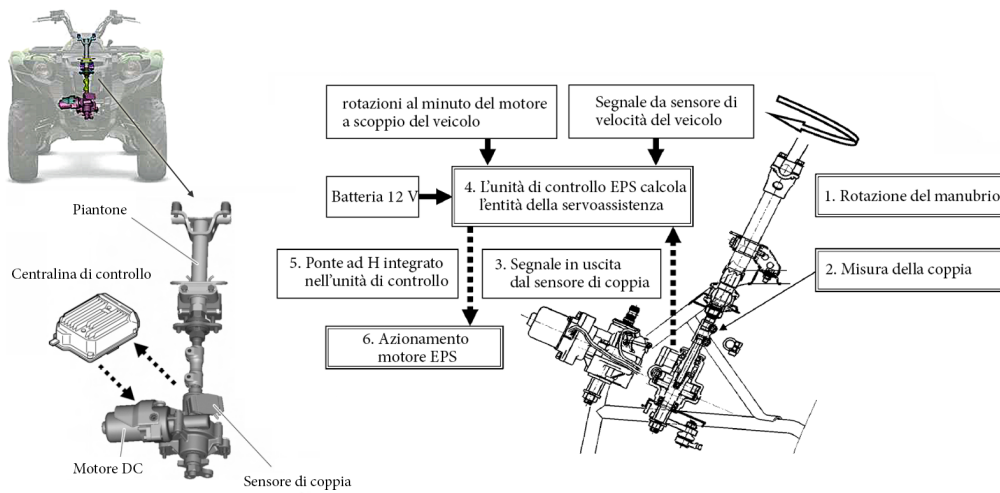 Piantone
Centralina di controllo
Motore DC
Sensore di coppia
rotazioni al minuto del motore
a scoppio del veicolo
Segnale da sensore di
velocità del veicolo
Batteria 12 V
4. L'unità di controllo EPS calcola
l'entità della servoassistenza
1. Rotazione del manubrio
2. Misura della coppia
3. Segnale in uscita
dal sensore di coppia
5. Ponte ad H integrato
nell'unità di controllo
6. Azionamento
motore EPS